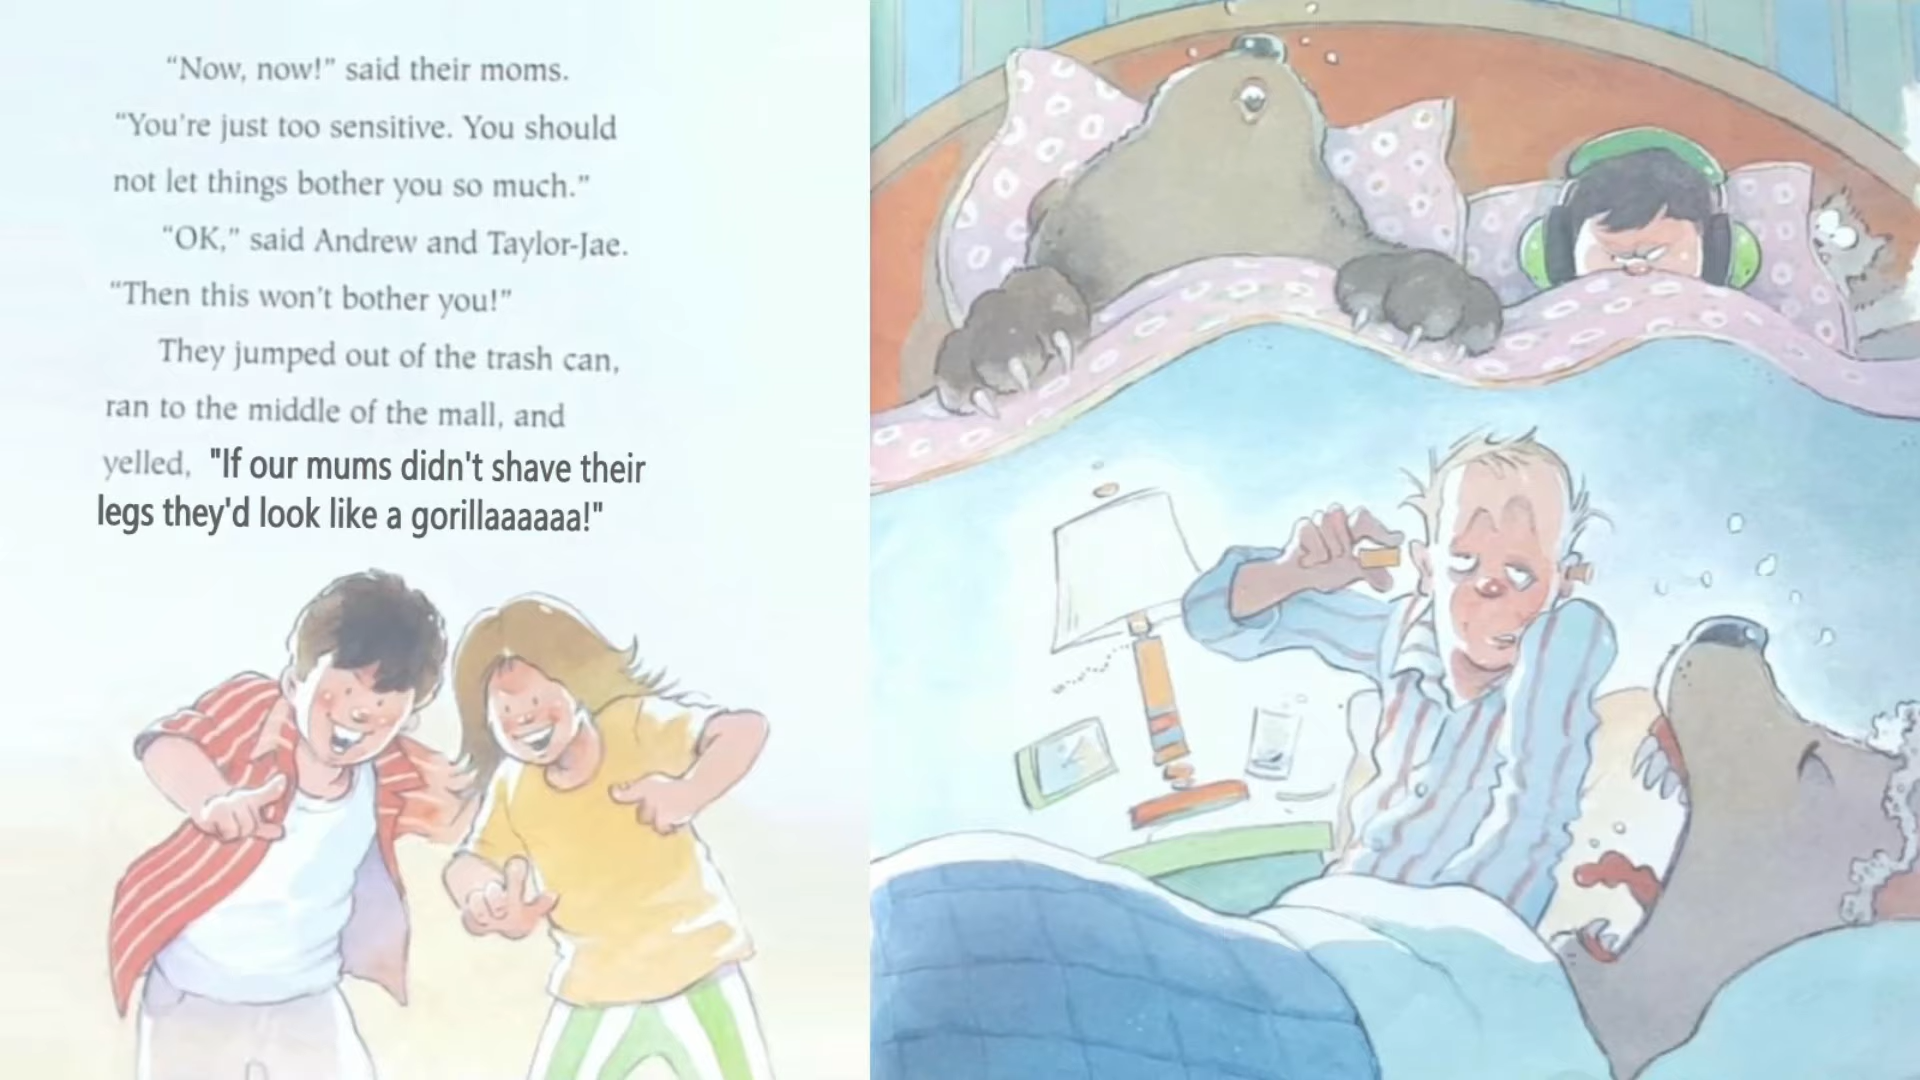 “Now, now!” said their moms.
“You're just too sensitive. You should
not let things bother you so much.”
“OK,” said Andrew and Taylor-Jae.
“Then this won't bother you!”
They jumped out of the trash can,
ran to the middle of the mall, and
yelled, "If our mums didn't shave their
legs they'd look like a gorillaaaaaa!"